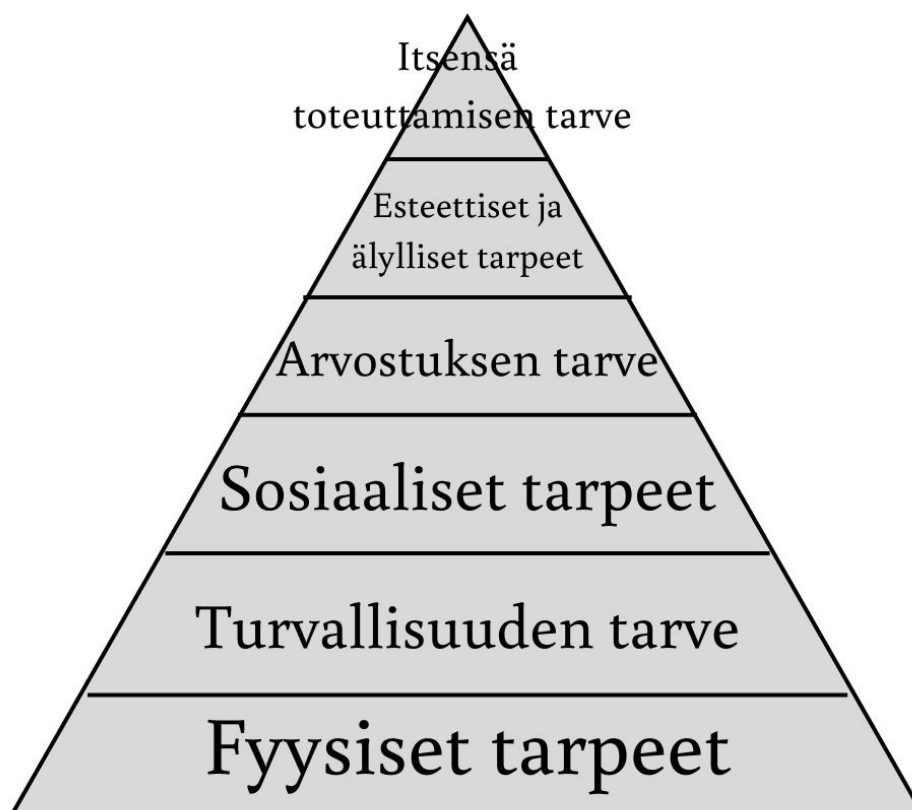 Itsensä
toteuttamisen tarve
Esteettiset ja
älylliset tarpeet
Arvostuksen tarve
Sosiaaliset tarpeet
Turvallisuuden tarve
Fyysiset tarpeet